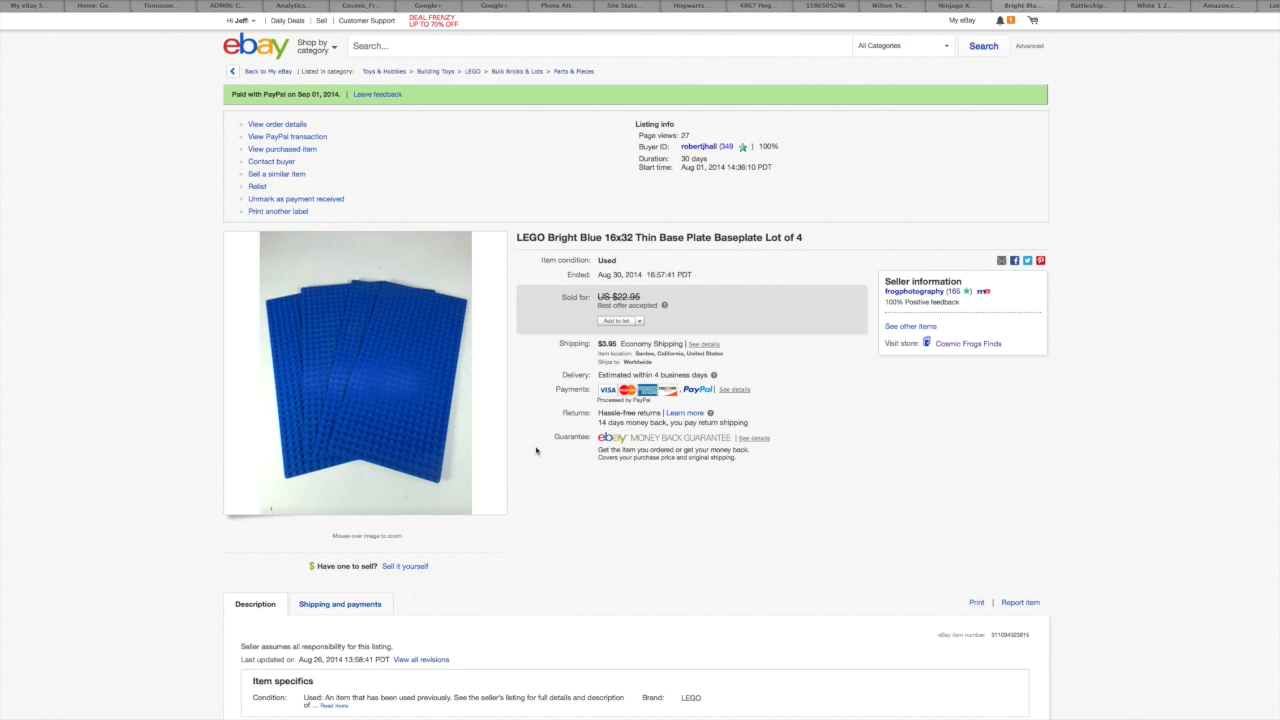 My eBay S...
Home: Go...
Tomoson...
ADMIN: C...
Analytics...
Cosmic_Fr...
Google+
Google+
Photo Att...
Site Stats...
Hogwarts...
4867 Hog...
3586505246
Wilton Te...
Ninjago K...
Bright Blu...
Battleship...
White 1 2...
Amazon.c...
Lot
Hi Jeff!
Daily Deals
Sell
Customer Support
DEAL FRENZY
UP TO 70% OFF
My eBay
1
ebay
Shop by
category
Search...
All Categories
Search
Advanced
Back to My eBay | Listed in category: Toys & Hobbies > Building Toys > LEGO > Bulk Bricks & Lots > Parts & Pieces
Paid with PayPal on Sep 01, 2014. | Leave feedback
View order details
View PayPal transaction
View purchased item
Contact buyer
Sell a similar item
Relist
Unmark as payment received
Print another label
Listing info
Page views: 27
Buyer ID: robertjhall (349 ) 100%
Duration: 30 days
Start time: Aug 01, 2014 14:36:10 PDT
LEGO Bright Blue 16x32 Thin Base Plate Baseplate Lot of 4
Item condition: Used
Ended: Aug 30, 2014 16:57:41 PDT
Sold for: US $22.95
Best offer accepted
Add to list
Shipping: $3.95 Economy Shipping | See details
Item location: Santee, California, United States
Ships to: Worldwide
Delivery: Estimated within 4 business days
Payments: VISA MasterCard DISCOVER , PayPal | See details
Processed by PayPal
Returns: Hassle-free returns | Learn more
14 days money back, you pay return shipping
Guarantee: ebay MONEY BACK GUARANTEE | See details
Get the item you ordered or get your money back.
Covers your purchase price and original shipping.
Seller information
frogphotography (165 ) me
100% Positive feedback
See other items
Visit store: Cosmic Frogs Finds
Mouse over image to zoom
$ Have one to sell? Sell it yourself
Description
Shipping and payments
Print | Report item
eBay item number: 311034323615
Seller assumes all responsibility for this listing.
Last updated on Aug 26, 2014 13:58:41 PDT View all revisions
Item specifics
Condition: Used: An item that has been used previously. See the seller's listing for full details and description
of ... Read more
Brand: LEGO